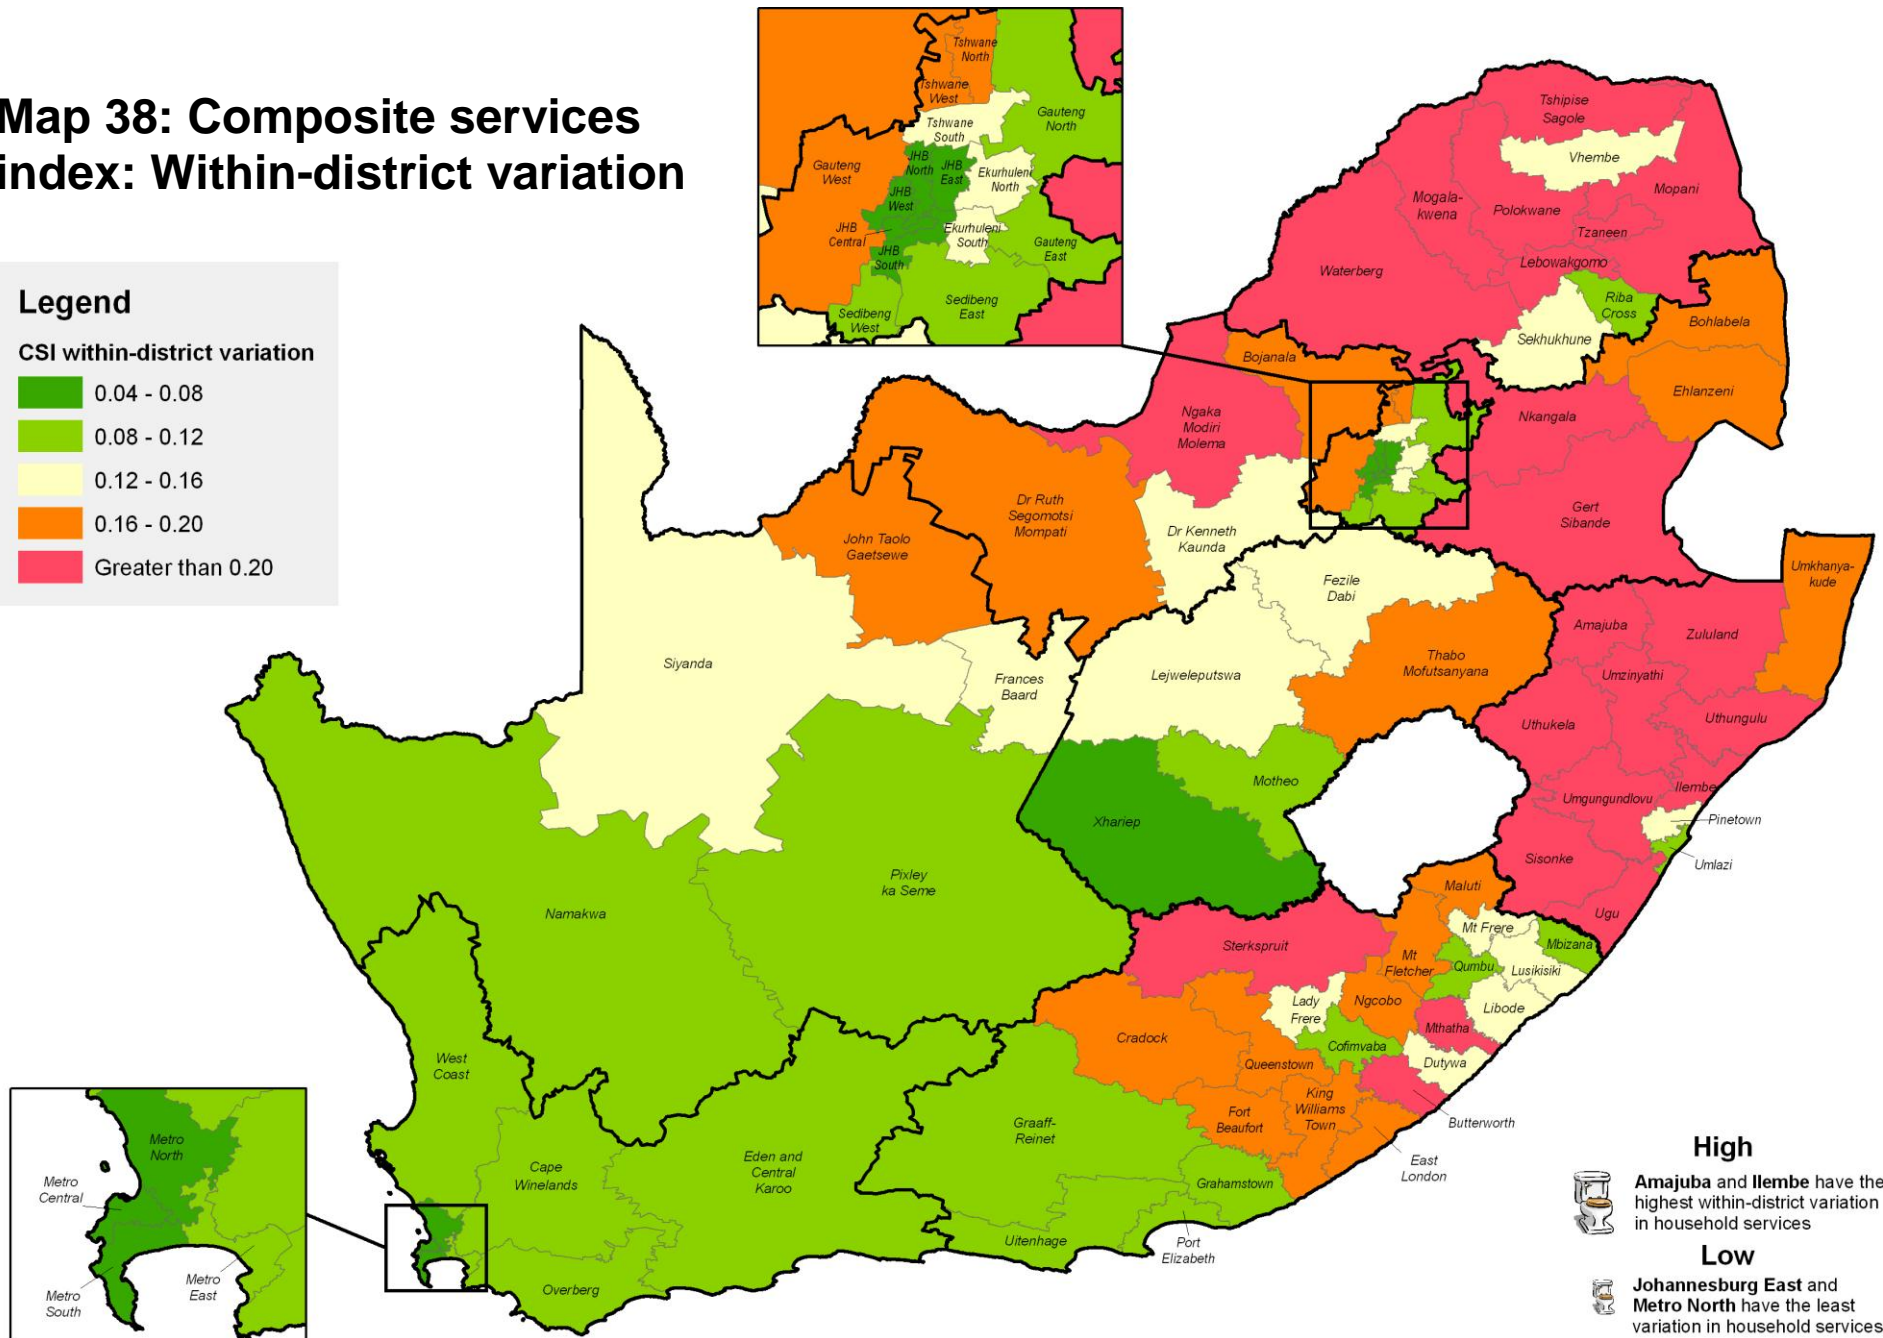 Map 38: Composite services
index: Within-district variation
Legend
CSI within-district variation
0.04 - 0.08
0.08 - 0.12
0.12 - 0.16
0.16 - 0.20
Greater than 0.20
Tshwane
North
Tshwane
West
Tshwane
South
Gauteng
North
Gauteng
West
JHB
North
JHB
East
Ekurhuleni
North
JHB
West
JHB
Central
Ekurhuleni
South
JHB
South
Gauteng
East
Sedibeng
East
Sedibeng
West
Tshipise
Sagole
Vhembe
Mopani
Mogala-
kwena
Polokwane
Tzaneen
Lebowakgomo
Waterberg
Riba
Cross
Sekhukhune
Bohlabela
Ehlanzeni
Bojanala
Ngaka
Modiri
Molema
Nkangala
Gert
Sibande
Dr Ruth
Segomotsi
Mompati
John Taolo
Gaetsewe
Dr Kenneth
Kaunda
Fezile
Dabi
Umkhanya-
kude
Amajuba
Zululand
Thabo
Mofutsanyana
Umzinyathi
Siyanda
Frances
Baard
Lejweleputswa
Uthukela
Uthungulu
Motheo
Xhariep
Ilembe
Umgungundlovu
Pinetown
Umlazi
Sisonke
Ugu
Pixley
ka Seme
Namakwa
Maluti
Mt Frere
Mbizana
Sterkspruit
Mt
Fletcher
Qumbu
Lusikisiki
Lady
Frere
Ngcobo
Libode
Mthatha
Cradock
Cofimvaba
Dutywa
Queenstown
West
Coast
King
Williams
Town
Fort
Beaufort
Butterworth
Graaff-
Reinet
East
London
Eden and
Central
Karoo
Cape
Winelands
Grahamstown
Uitenhage
Port
Elizabeth
Overberg
Metro
North
Metro
Central
Metro
East
Metro
South
High
Amajuba and Ilembe have the
highest within-district variation
in household services
Low
Johannesburg East and
Metro North have the least
variation in household services